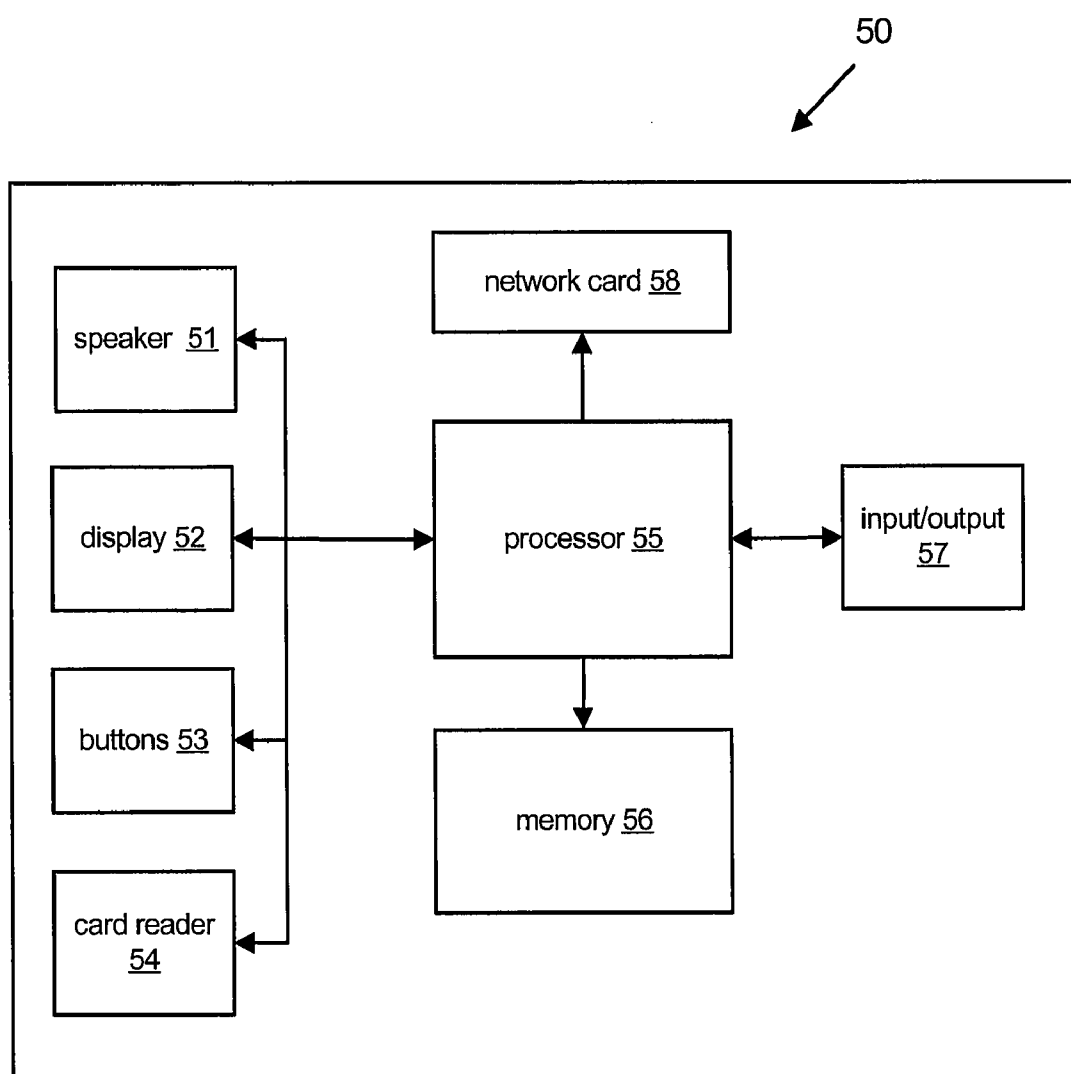 50
network card 58
speaker 51
display 52
processor 55
input/output
57
buttons 53
memory 56
card reader
54